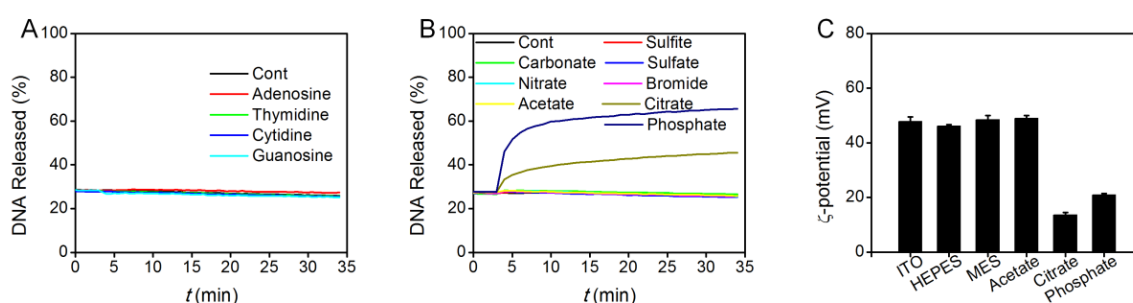 A
DNA Released (%)
100
80
60
40
20
0
Cont
Adenosine
Thymidine
Cytidine
Guanosine
0 5 10 15 20 25 30 35
t (min)
B
DNA Released (%)
100
80
60
40
20
0
Cont Sulfite
Carbonate Sulfate
Nitrate Bromide
Acetate Citrate
Phosphate
0 5 10 15 20 25 30 35
t (min)
C
ζ-potential (mV)
80
60
40
20
0
ITO HEPES MES Acetate Citrate Phosphate